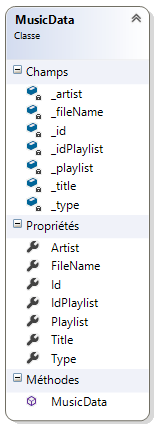 MusicData
Classe
Champs
_artist
_fileName
_id
_idPlaylist
_playlist
_title
_type
Propriétés
Artist
FileName
Id
IdPlaylist
Playlist
Title
Type
Méthodes
MusicData